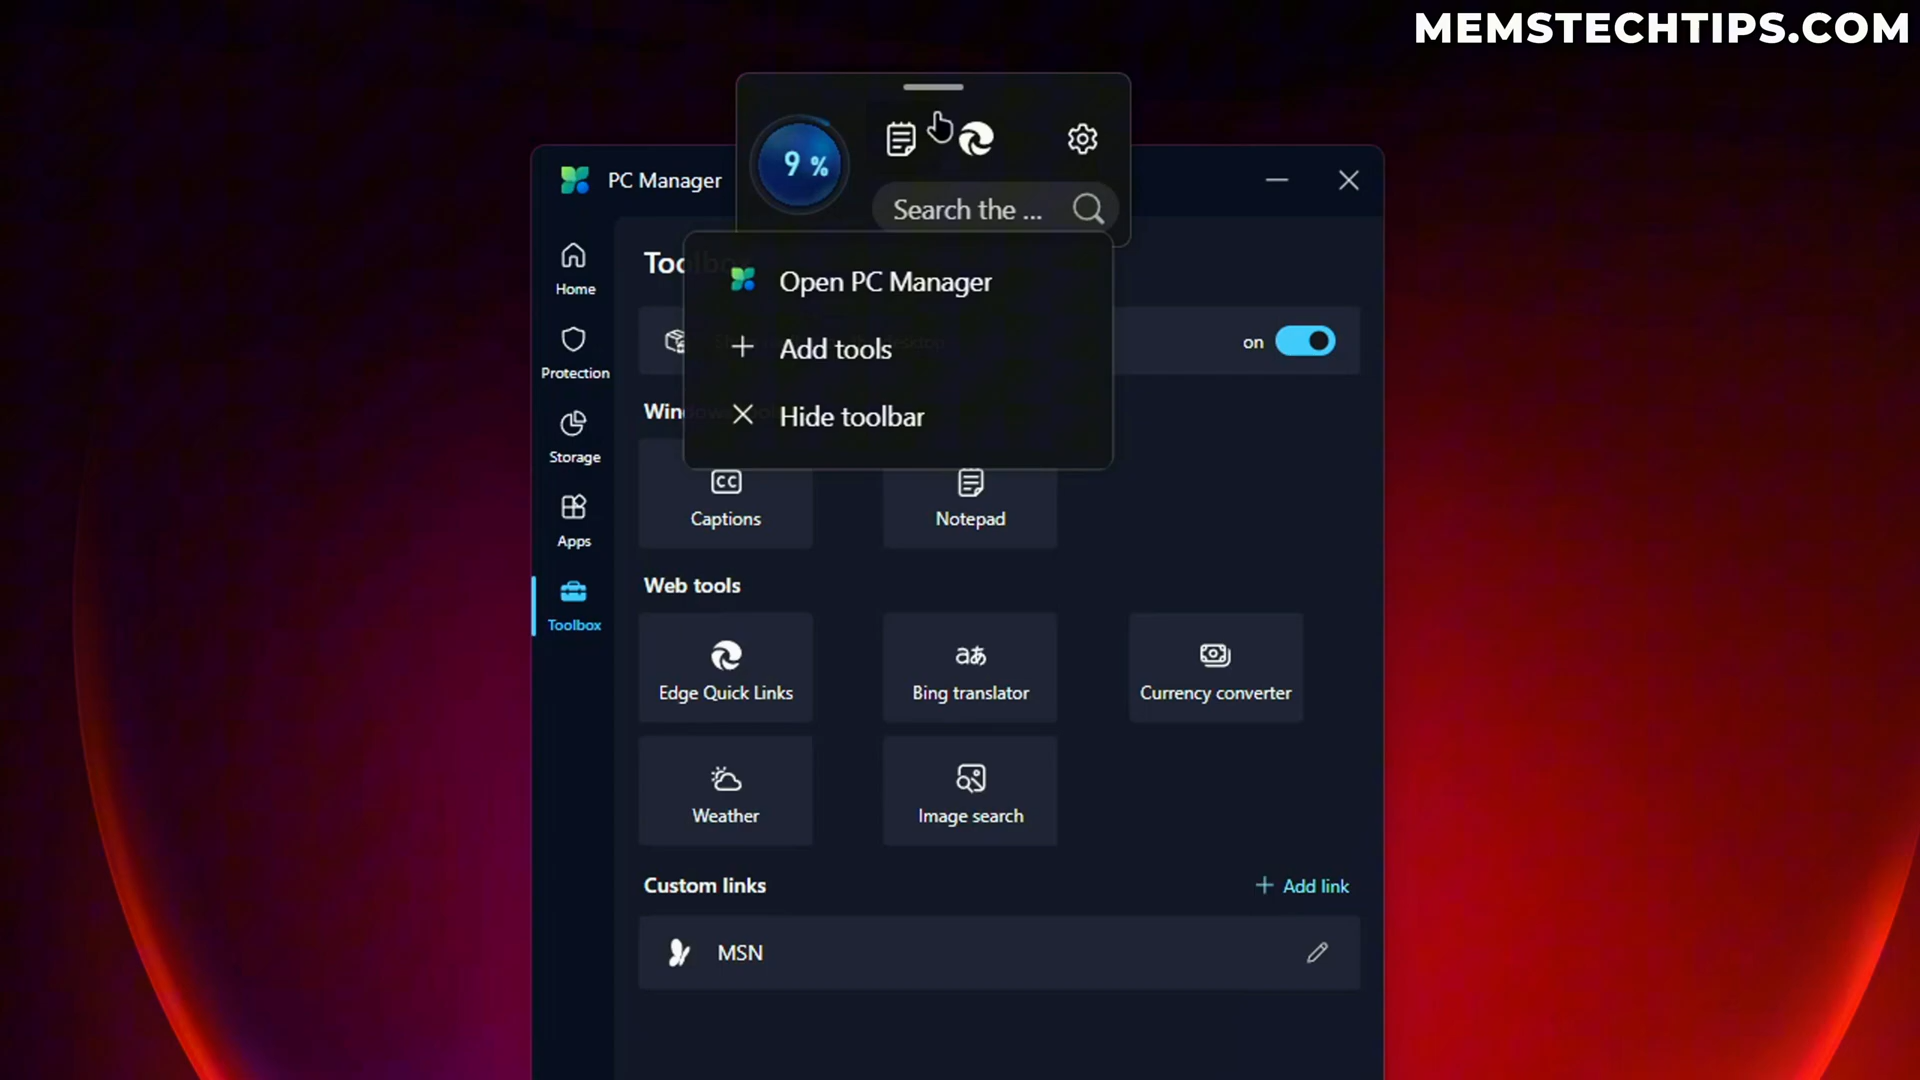 MEMSTECHTIPS.COM
9 %
PC Manager
Search the ...
Toolbox
Open PC Manager
Home
Add tools
on
Protection
Hide toolbar
Storage
Captions
Notepad
Apps
Web tools
Toolbox
Edge Quick Links
Bing translator
Currency converter
Weather
Image search
Custom links
Add link
MSN